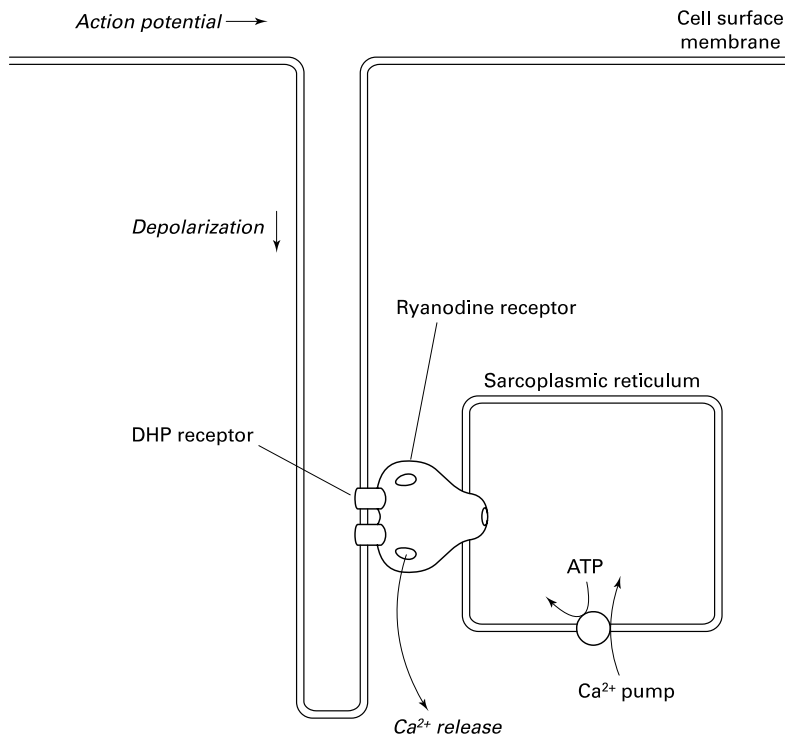 Action potential
Cell surface
membrane
Depolarization
Ryanodine receptor
Sarcoplasmic reticulum
DHP receptor
ATP
Ca²⁺ pump
Ca²⁺ release